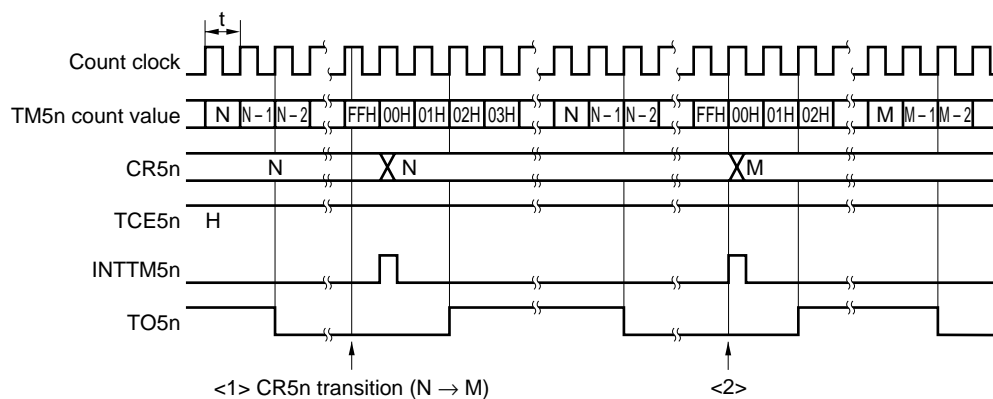 t
Count clock
TM5n count value N N − 1 N − 2 FFH 00H 01H 02H 03H N N − 1 N − 2 FFH 00H 01H 02H M M − 1 M − 2
CR5n N N M
TCE5n H
INTTM5n
TO5n
<1> CR5n transition (N → M) <2>